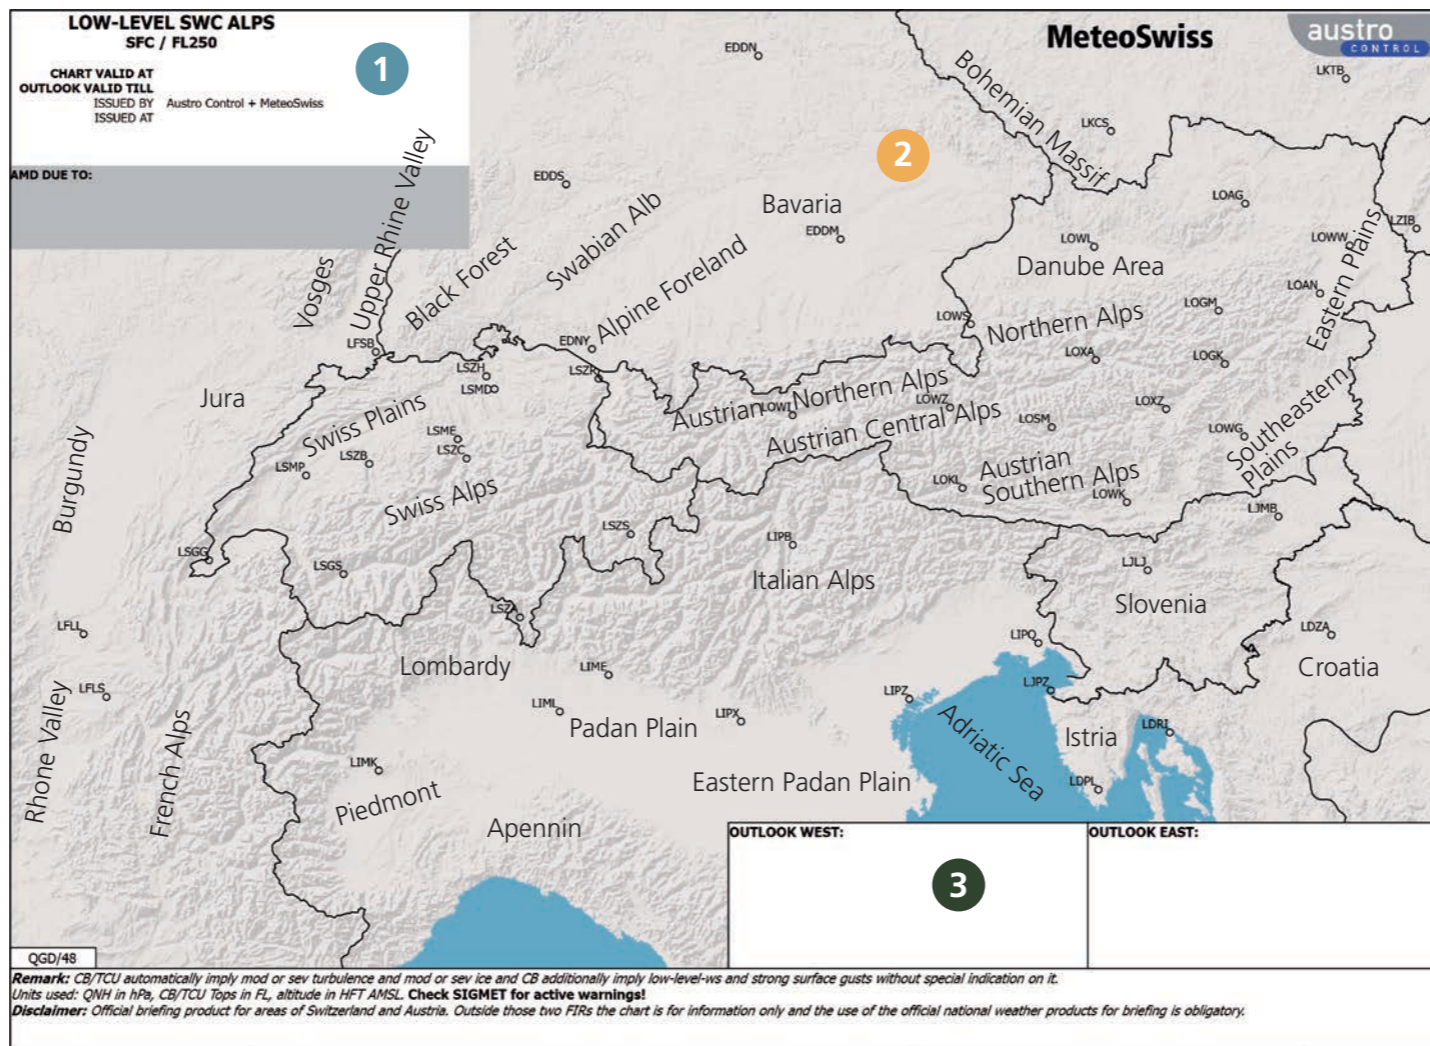 LOW-LEVEL SWC ALPS
SFC / FL250
1
CHART VALID AT
OUTLOOK VALID TILL
ISSUED BY Austro Control + MeteoSwiss
ISSUED AT
AMD DUE TO:
MeteoSwiss
austro
CONTROL
EDDN
LKTB
Bohemian Massif
LKCS
2
EDDS
Upper Rhine Valley
Swabian Alb
Bavaria
EDDM
LOAG
LZIB
LOWL
LOWW
Danube Area
Eastern Plains
Vosges
Black Forest
Alpine Foreland
LOAN
LOGM
LOWS
Northern Alps
LFSB
EDNY
LSZH
LSZR
LSMD
LOXA
LOGK
Jura
Swiss Plains
Austrian Northern Alps
LOWI
LOWZ
Austrian Central Alps
LOSM
LOXZ
LOWG
Southeastern
Plains
LSME
LSZB
LSZC
LSMP
Burgundy
Swiss Alps
Austrian
Southern Alps
LOKL
LOWK
LJMB
LSZS
LIPB
LSGG
LSGS
Italian Alps
LJLJ
Slovenia
LSZA
LFLL
LIPQ
LDZA
Croatia
Lombardy
LIME
LFLS
LJPZ
LIPZ
LIML
LIPX
Padan Plain
Rhone Valley
French Alps
Adriatic Sea
Istria
LDRI
LIMK
Piedmont
Eastern Padan Plain
LDPL
Apennin
OUTLOOK WEST:
OUTLOOK EAST:
3
QGD/48
Remark: CB/TCU automatically imply mod or sev turbulence and mod or sev ice and CB additionally imply low-level-ws and strong surface gusts without special indication on it.
Units used: QNH in hPa, CB/TCU Tops in FL, altitude in HFT AMSL. Check SIGMET for active warnings!
Disclaimer: Official briefing product for areas of Switzerland and Austria. Outside those two FIRs the chart is for information only and the use of the official national weather products for briefing is obligatory.